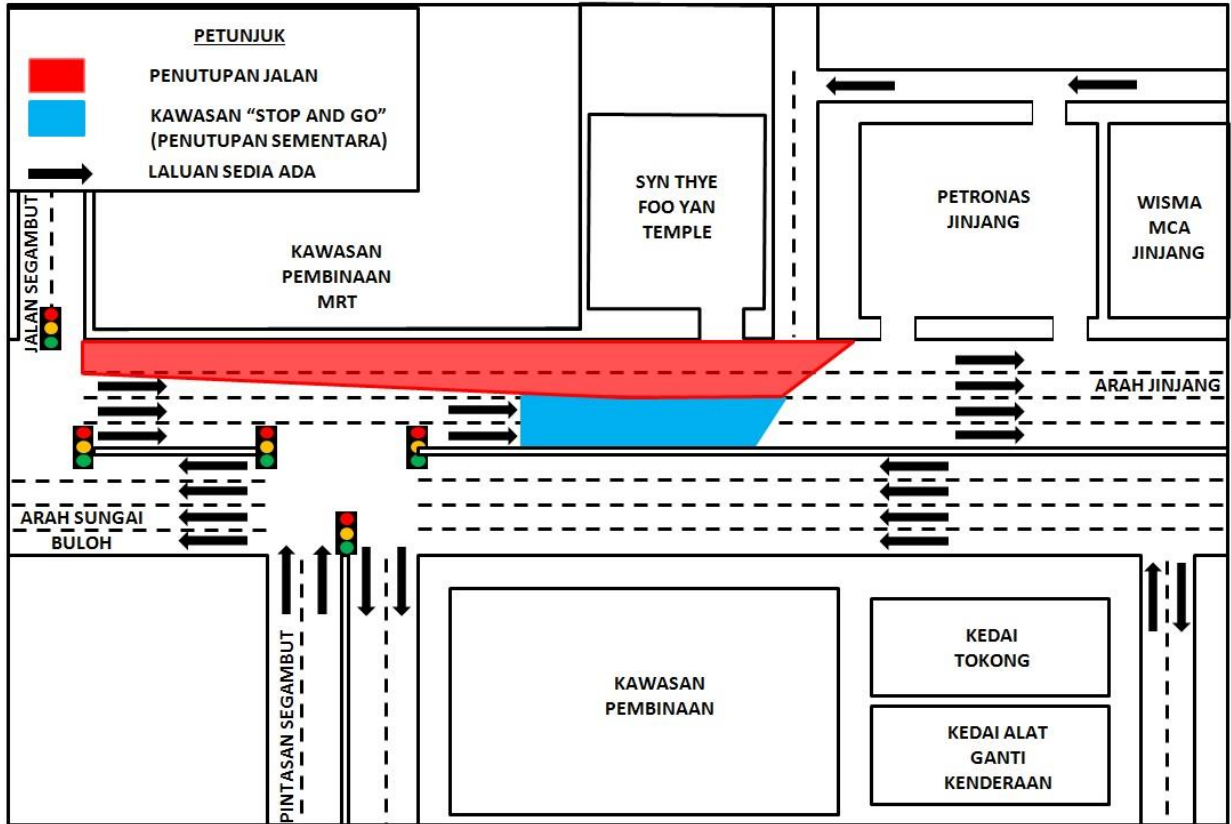 PETUNJUK
PENUTUPAN JALAN
KAWASAN “STOP AND GO”
(PENUTUPAN SEMENTARA)
LALUAN SEDIA ADA
JALAN SEGAMBUT
KAWASAN
PEMBINAAN
MRT
SYN THYE
FOO YAN
TEMPLE
PETRONAS
JINJANG
WISMA
MCA
JINJANG
ARAH JINJANG
ARAH SUNGAI
BULOH
PINTASAN SEGAMBUT
KAWASAN
PEMBINAAN
KEDAI
TOKONG
KEDAI ALAT
GANTI
KENDERAAN